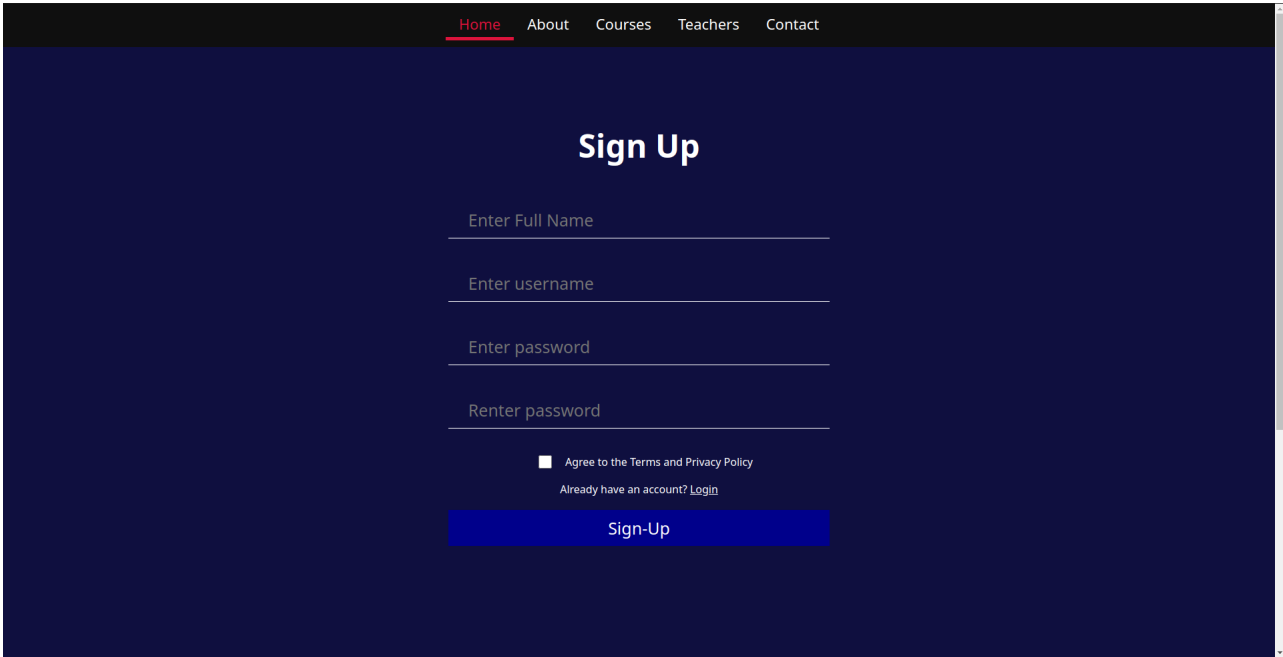 Home About Courses Teachers Contact
Sign Up
Enter Full Name
Enter username
Enter password
Renter password
Agree to the Terms and Privacy Policy
Already have an account? Login
Sign-Up